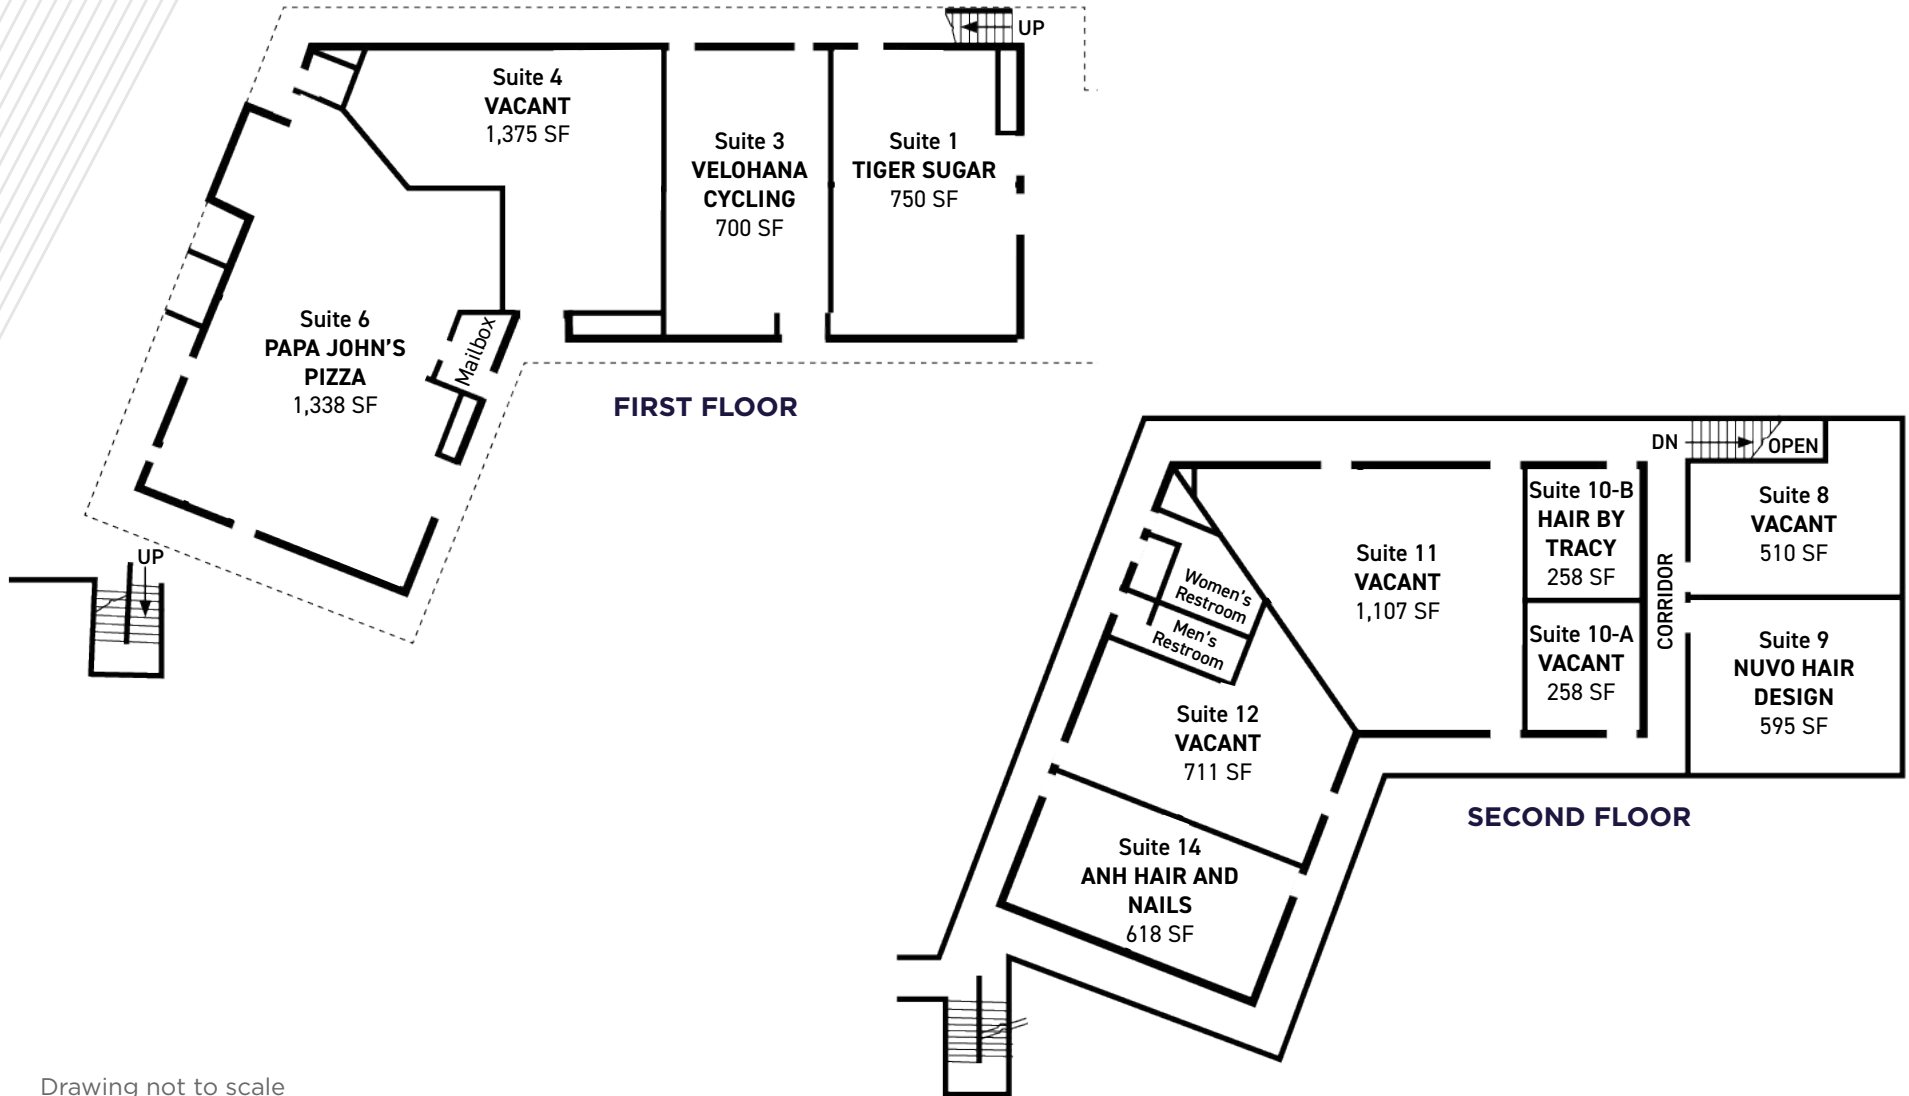 UP
Suite 4
VACANT
1,375 SF
Suite 3
VELOHANA
CYCLING
700 SF
Suite 1
TIGER SUGAR
750 SF
Suite 6
PAPA JOHN’S
PIZZA
1,338 SF
Mailbox
FIRST FLOOR
UP
DN
OPEN
Suite 10-B
HAIR BY
TRACY
258 SF
Suite 8
VACANT
510 SF
Suite 11
VACANT
1,107 SF
CORRIDOR
Women’s
Restroom
Men’s
Restroom
Suite 10-A
VACANT
258 SF
Suite 9
NUVO HAIR
DESIGN
595 SF
Suite 12
VACANT
711 SF
SECOND FLOOR
Suite 14
ANH HAIR AND
NAILS
618 SF
Drawing not to scale